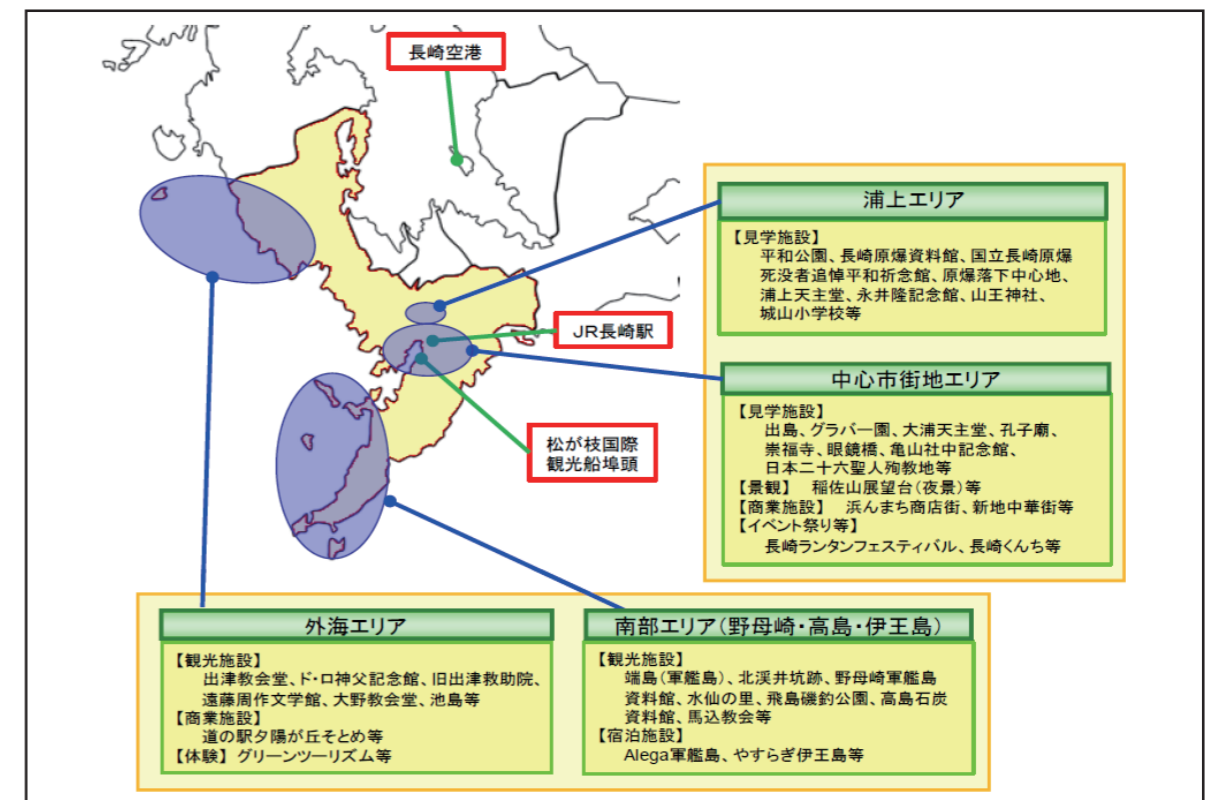 長崎空港
浦上エリア
【見学施設】
平和公園、長崎原爆資料館、国立長崎原爆
死没者追悼平和祈念館、原爆落下中心地、
浦上天主堂、永井隆記念館、山王神社、
城山小学校等
JR長崎駅
中心市街地エリア
【見学施設】
出島、グラバー園、大浦天主堂、孔子廟、
崇福寺、眼鏡橋、亀山社中記念館、
日本二十六聖人殉教地等
【景観】 稲佐山展望台(夜景)等
【商業施設】 浜んまち商店街、新地中華街等
【イベント祭り等】
長崎ランタンフェスティバル、長崎くんち等
松が枝国際
観光船埠頭
外海エリア
【観光施設】
出津教会堂、ド・ロ神父記念館、旧出津救助院、
遠藤周作文学館、大野教会堂、池島等
【商業施設】
道の駅夕陽が丘そとめ等
【体験】 グリーンツーリズム等
南部エリア(野母崎・高島・伊王島)
【観光施設】
端島(軍艦島)、北渓井坑跡、野母崎軍艦島
資料館、水仙の里、飛島磯釣公園、高島石炭
資料館、馬込教会等
【宿泊施設】
Alega軍艦島、やすらぎ伊王島等